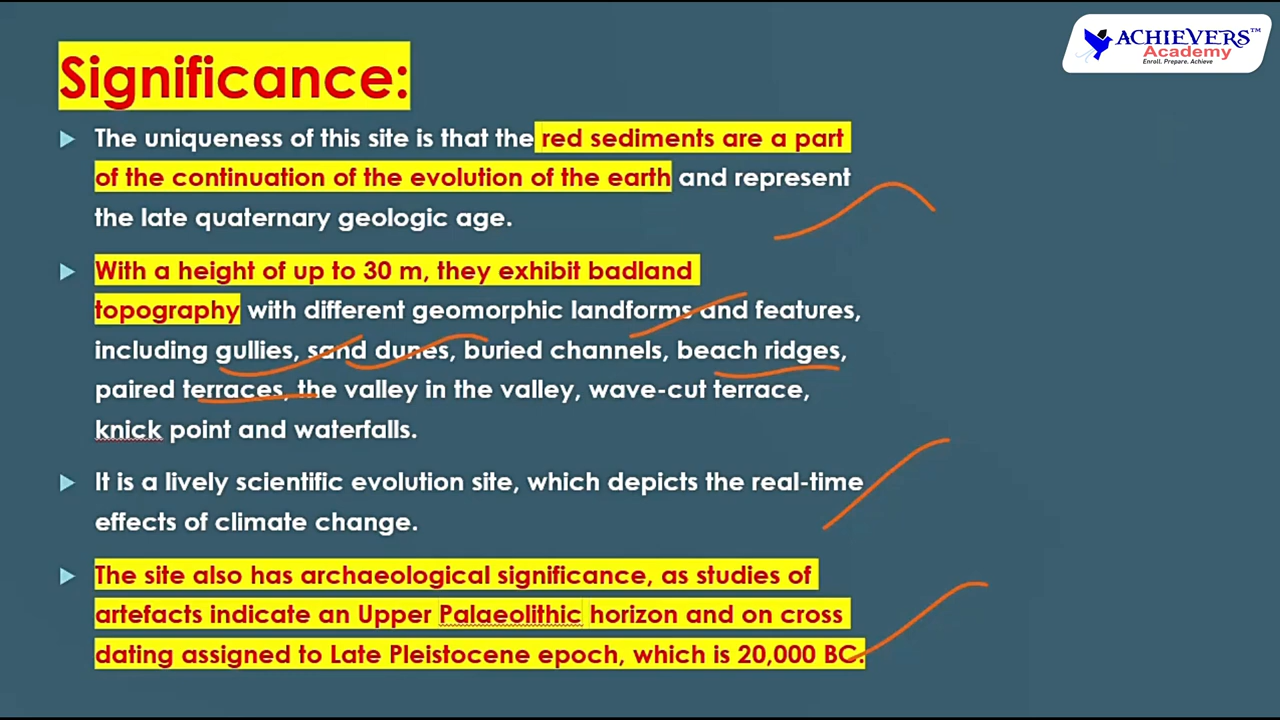 ACHIEVERS™
Academy
Enroll. Prepare. Achieve
Significance:
The uniqueness of this site is that the red sediments are a part
of the continuation of the evolution of the earth and represent
the late quaternary geologic age.
With a height of up to 30 m, they exhibit badland
topography with different geomorphic landforms and features,
including gullies, sand dunes, buried channels, beach ridges,
paired terraces, the valley in the valley, wave-cut terrace,
knick point and waterfalls.
It is a lively scientific evolution site, which depicts the real-time
effects of climate change.
The site also has archaeological significance, as studies of
artefacts indicate an Upper Palaeolithic horizon and on cross
dating assigned to Late Pleistocene epoch, which is 20,000 BC.